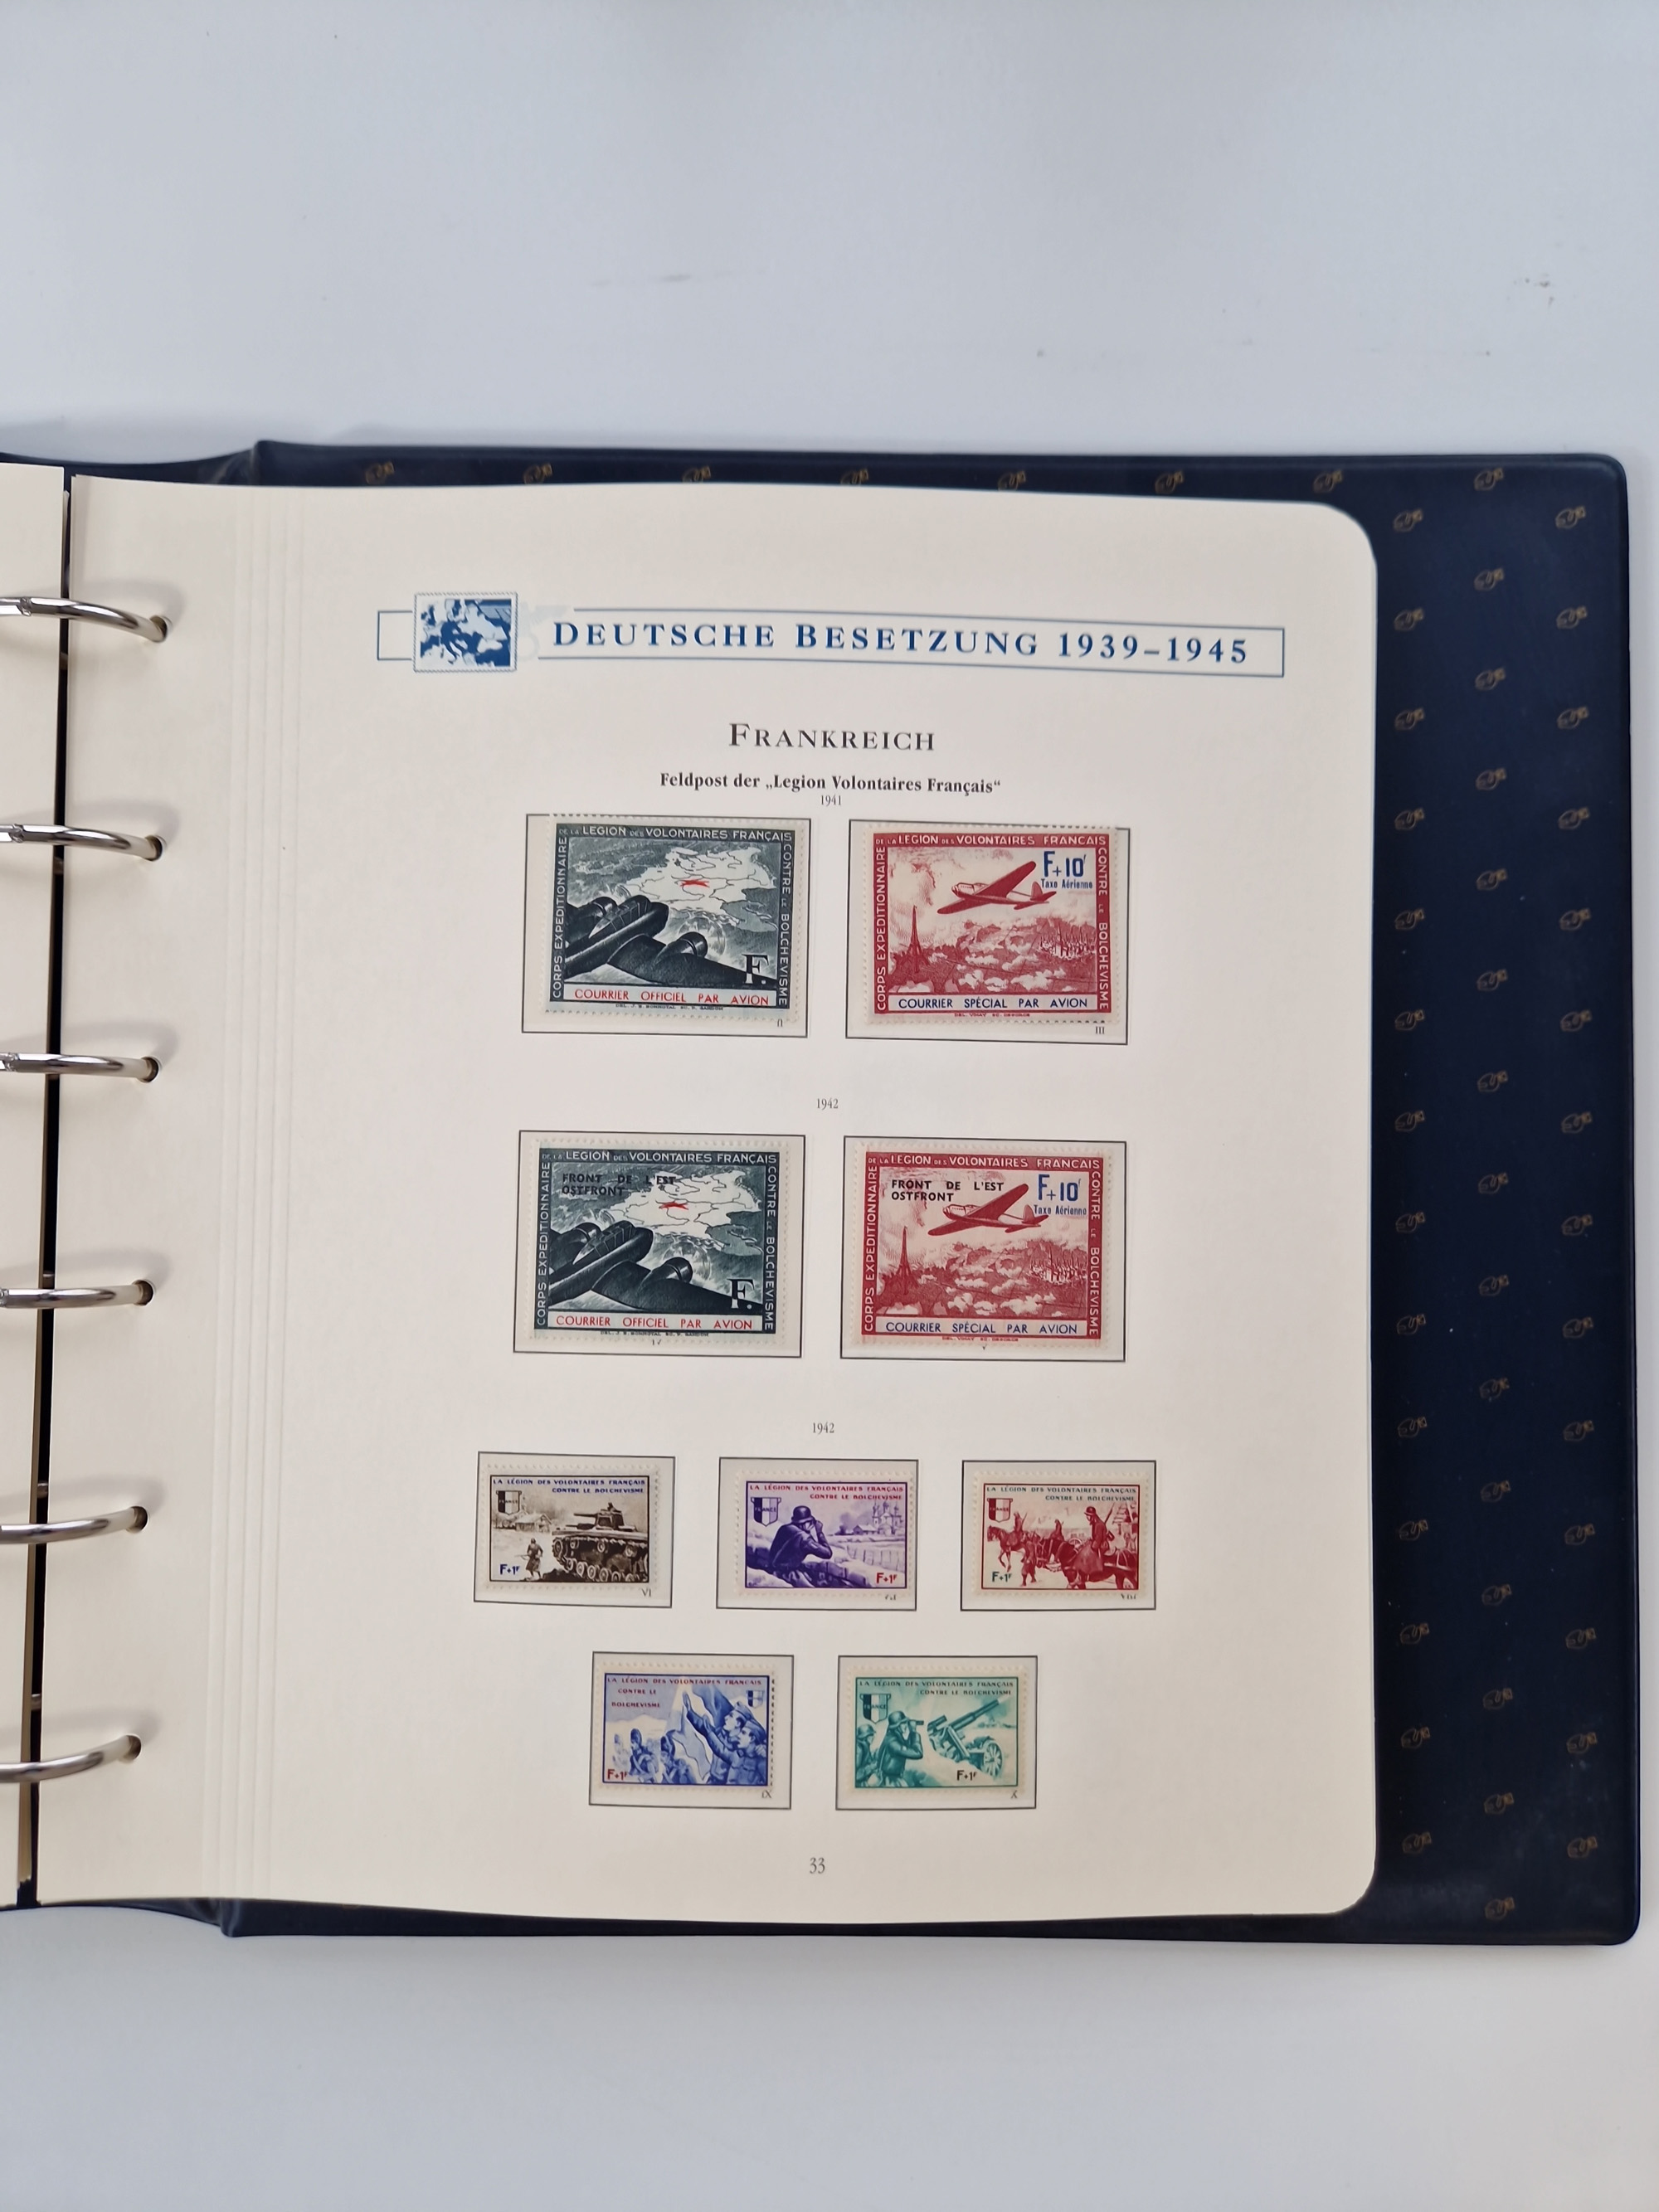 DEUTSCHE BESETZUNG 1939–1945
FRANKREICH
Feldpost der „Legion Volontaires Français“
1941
DE LA LEGION DES VOLONTAIRES FRANCAIS
CORPS EXPEDITIONNAIRE
CONTRE LE BOLCHEVISME
F.
COURRIER OFFICIEL PAR AVION
II
DE LA LEGION DES VOLONTAIRES FRANCAIS
CORPS EXPEDITIONNAIRE
CONTRE LE BOLCHEVISME
F+10f
Taxe Aérienne
COURRIER SPÉCIAL PAR AVION
III
1942
DE LA LEGION DES VOLONTAIRES FRANCAIS
CORPS EXPEDITIONNAIRE
CONTRE LE BOLCHEVISME
FRONT DE L'EST
OSTFRONT
F.
COURRIER OFFICIEL PAR AVION
DE LA LEGION DES VOLONTAIRES FRANCAIS
CORPS EXPEDITIONNAIRE
CONTRE LE BOLCHEVISME
FRONT DE L'EST
OSTFRONT
F+10f
Taxe Aérienne
COURRIER SPÉCIAL PAR AVION
1942
LA LÉGION DES VOLONTAIRES FRANÇAIS
CONTRE LE BOLCHEVISME
FRANCE
F+1F
VI
LA LÉGION DES VOLONTAIRES FRANÇAIS
CONTRE LE BOLCHEVISME
FRANCE
F+1F
LA LÉGION DES VOLONTAIRES FRANÇAIS
CONTRE LE BOLCHEVISME
FRANCE
F+1F
LA LÉGION DES VOLONTAIRES FRANÇAIS
CONTRE LE
BOLCHEVISME
F+1F
IX
LA LÉGION DES VOLONTAIRES FRANÇAIS
CONTRE LE BOLCHEVISME
FRANCE
F+1F
X
33